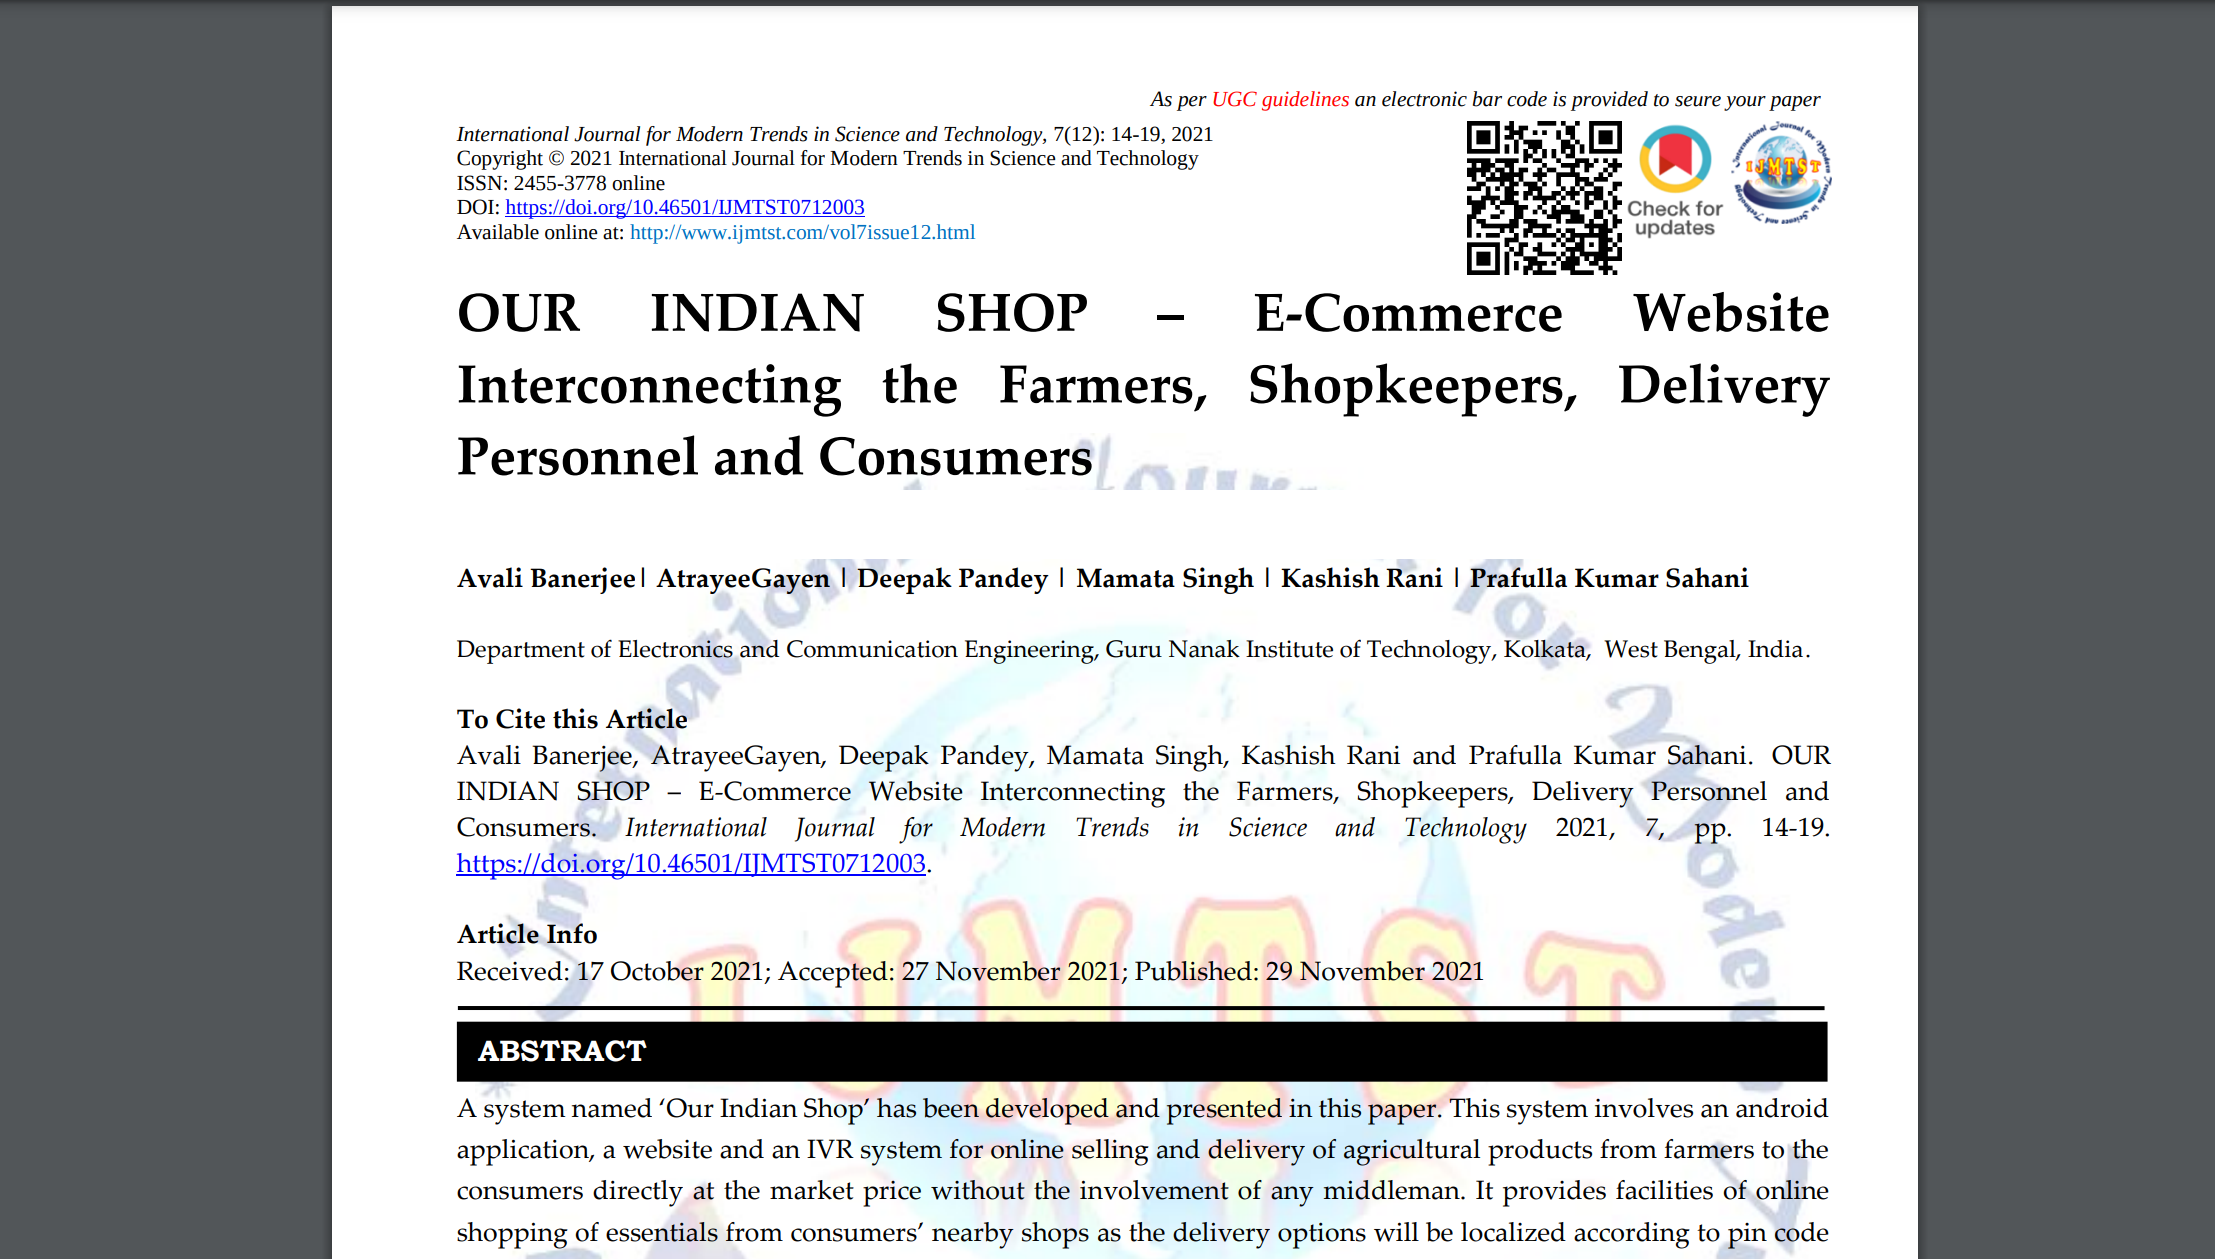 As per UGC guidelines an electronic bar code is provided to seure your paper
International Journal for Modern Trends in Science and Technology, 7(12): 14-19, 2021
Copyright © 2021 International Journal for Modern Trends in Science and Technology
ISSN: 2455-3778 online
DOI: https://doi.org/10.46501/IJMTST0712003
Available online at: http://www.ijmtst.com/vol7issue12.html
Check for
updates
IJMTST
OUR INDIAN SHOP – E-Commerce Website
Interconnecting the Farmers, Shopkeepers, Delivery
Personnel and Consumers
Avali Banerjee| AtrayeeGayen | Deepak Pandey | Mamata Singh | Kashish Rani | Prafulla Kumar Sahani
Department of Electronics and Communication Engineering, Guru Nanak Institute of Technology, Kolkata, West Bengal, India.
To Cite this Article
Avali Banerjee, AtrayeeGayen, Deepak Pandey, Mamata Singh, Kashish Rani and Prafulla Kumar Sahani. OUR
INDIAN SHOP – E-Commerce Website Interconnecting the Farmers, Shopkeepers, Delivery Personnel and
Consumers. International Journal for Modern Trends in Science and Technology 2021, 7, pp. 14-19.
https://doi.org/10.46501/IJMTST0712003.
Article Info
Received: 17 October 2021; Accepted: 27 November 2021; Published: 29 November 2021
ABSTRACT
A system named ‘Our Indian Shop’ has been developed and presented in this paper. This system involves an android
application, a website and an IVR system for online selling and delivery of agricultural products from farmers to the
consumers directly at the market price without the involvement of any middleman. It provides facilities of online
shopping of essentials from consumers’ nearby shops as the delivery options will be localized according to pin code
IJMTST